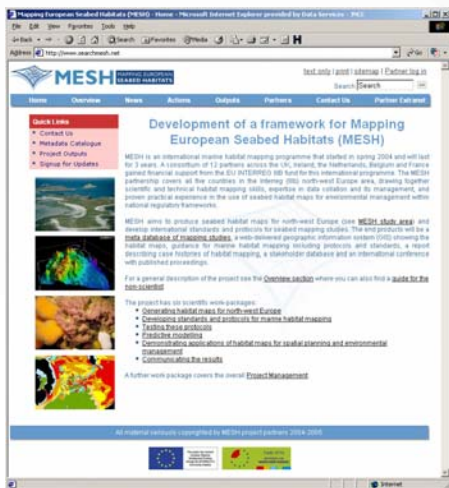 Mapping European Seabed Habitats (MESH) - Home - Microsoft Internet Explorer provided by Data Services - JNCC
File Edit View Favorites Tools Help
Back Search Favorites Media
Address http://www.searchmesh.net Go
MESH MAPPING EUROPEAN SEABED HABITATS
text only | print | sitemap | Partner log in
Search Search
Home Overview News Actions Outputs Partners Contact Us Partner Extranet
Quick Links
Contact Us
Metadata Catalogue
Project Outputs
Signup for Updates
Development of a framework for Mapping
European Seabed Habitats (MESH)
MESH is an international marine habitat mapping programme that started in spring 2004 and will last
for 3 years. A consortium of 12 partners across the UK, Ireland, the Netherlands, Belgium and France
gained financial support from the EU INTERREG IIIB fund for this international programme. The MESH
partnership covers all five countries in the Interreg (IIIb) north-west Europe area, drawing together
scientific and technical habitat mapping skills, expertise in data collation and its management, and
proven practical experience in the use of seabed habitat maps for environmental management within
national regulatory frameworks.
MESH aims to produce seabed habitat maps for north-west Europe (see MESH study area) and
develop international standards and protocols for seabed mapping studies. The end products will be a
meta database of mapping studies, a web-delivered geographic information system (GIS) showing the
habitat maps, guidance for marine habitat mapping including protocols and standards, a report
describing case histories of habitat mapping, a stakeholder database and an international conference
with published proceedings.
For a general description of the project see the Overview section where you can also find a guide for the
non-scientist.
The project has six scientific work-packages:
Generating habitat maps for north-west Europe
Developing standards and protocols for marine habitat mapping
Testing these protocols
Predictive modelling
Demonstrating applications of habitat maps for spatial planning and environmental
management
Communicating the results
A further work package covers the overall Project Management
All material variously copyrighted by MESH project partners 2004-2006
Internet